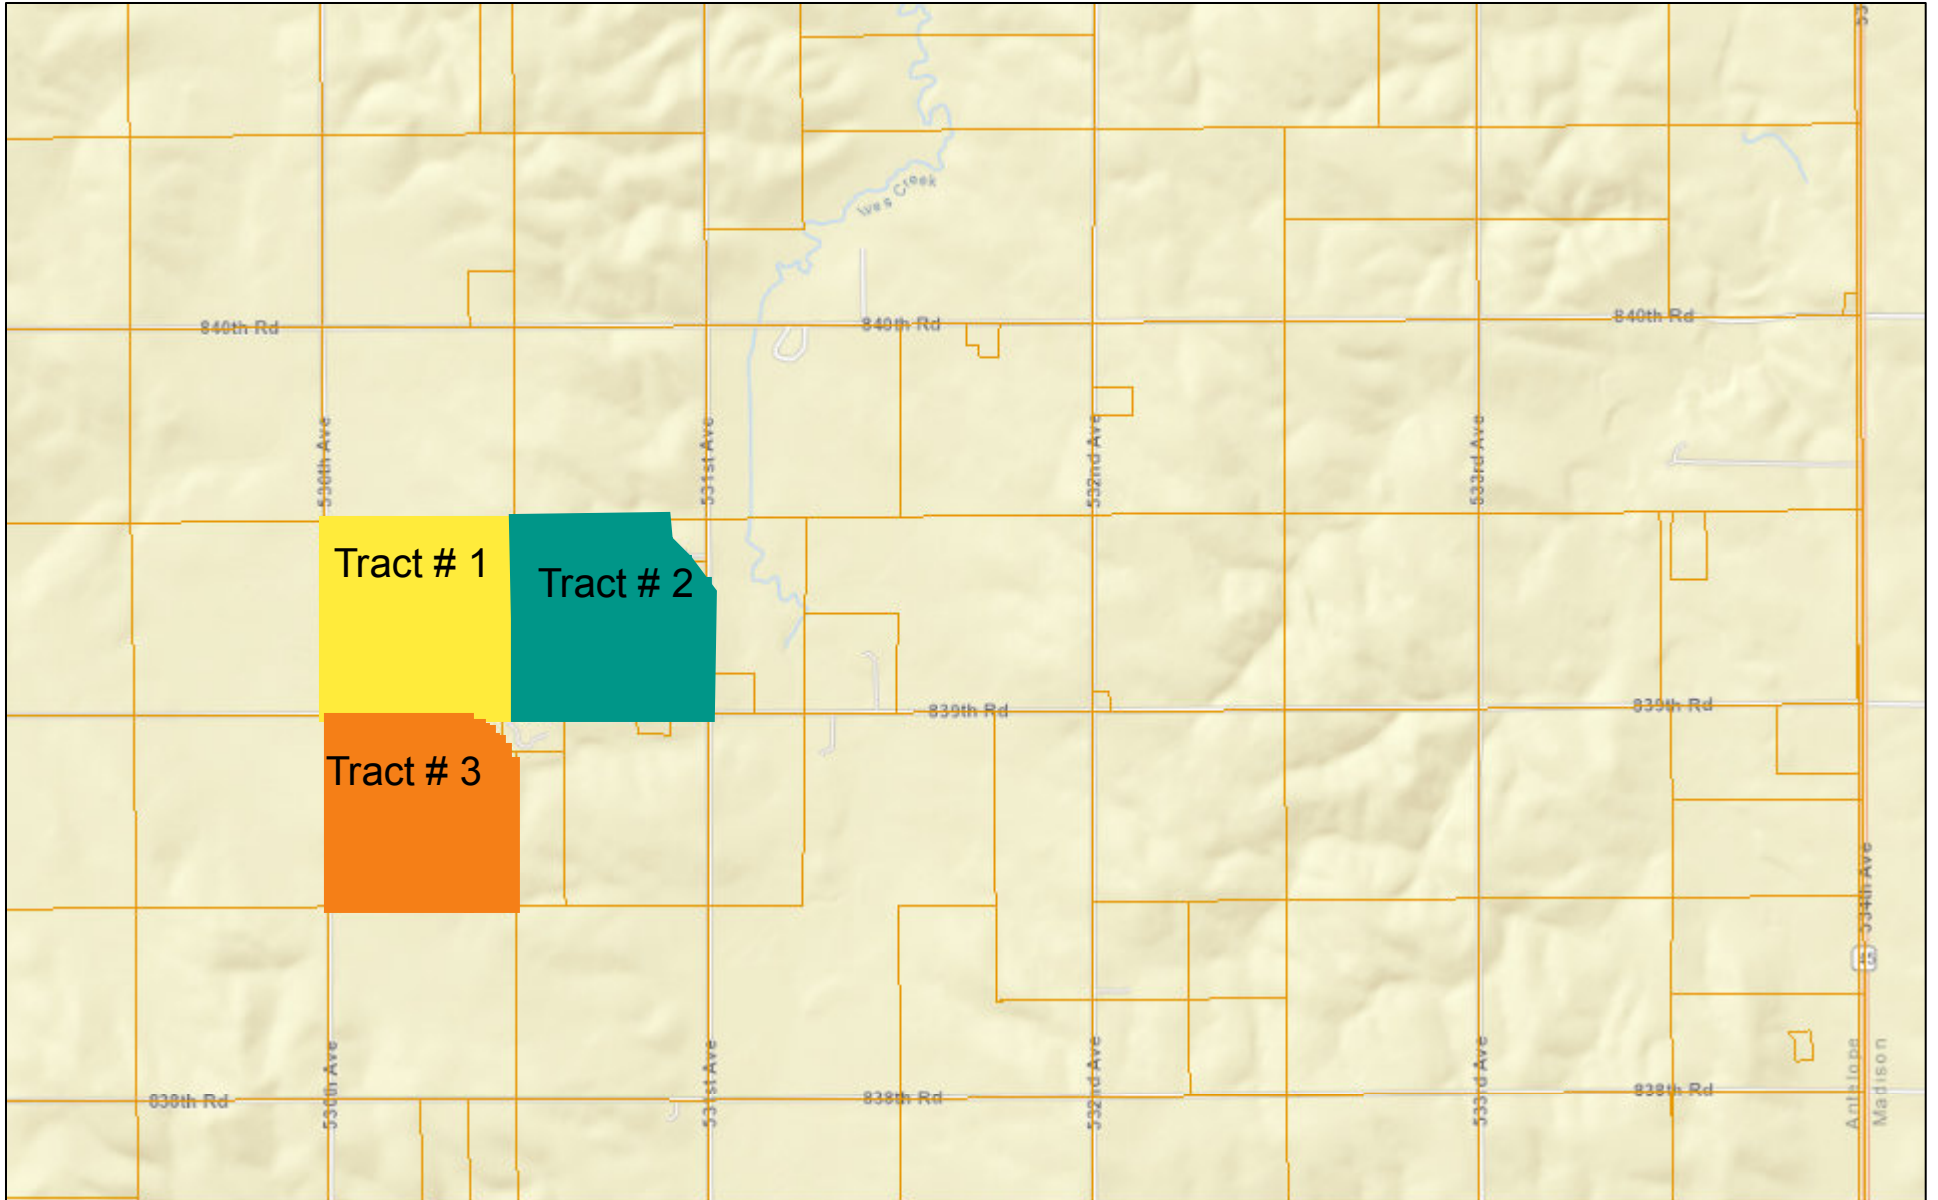 Ives Creek
840th Rd
840th Rd
840th Rd
530th Ave
531st Ave
532nd Ave
533rd Ave
Tract # 1
Tract # 2
839th Rd
839th Rd
Tract # 3
534th Ave
45
530th Ave
531st Ave
532nd Ave
533rd Ave
Antelope
Madison
838th Rd
838th Rd
838th Rd